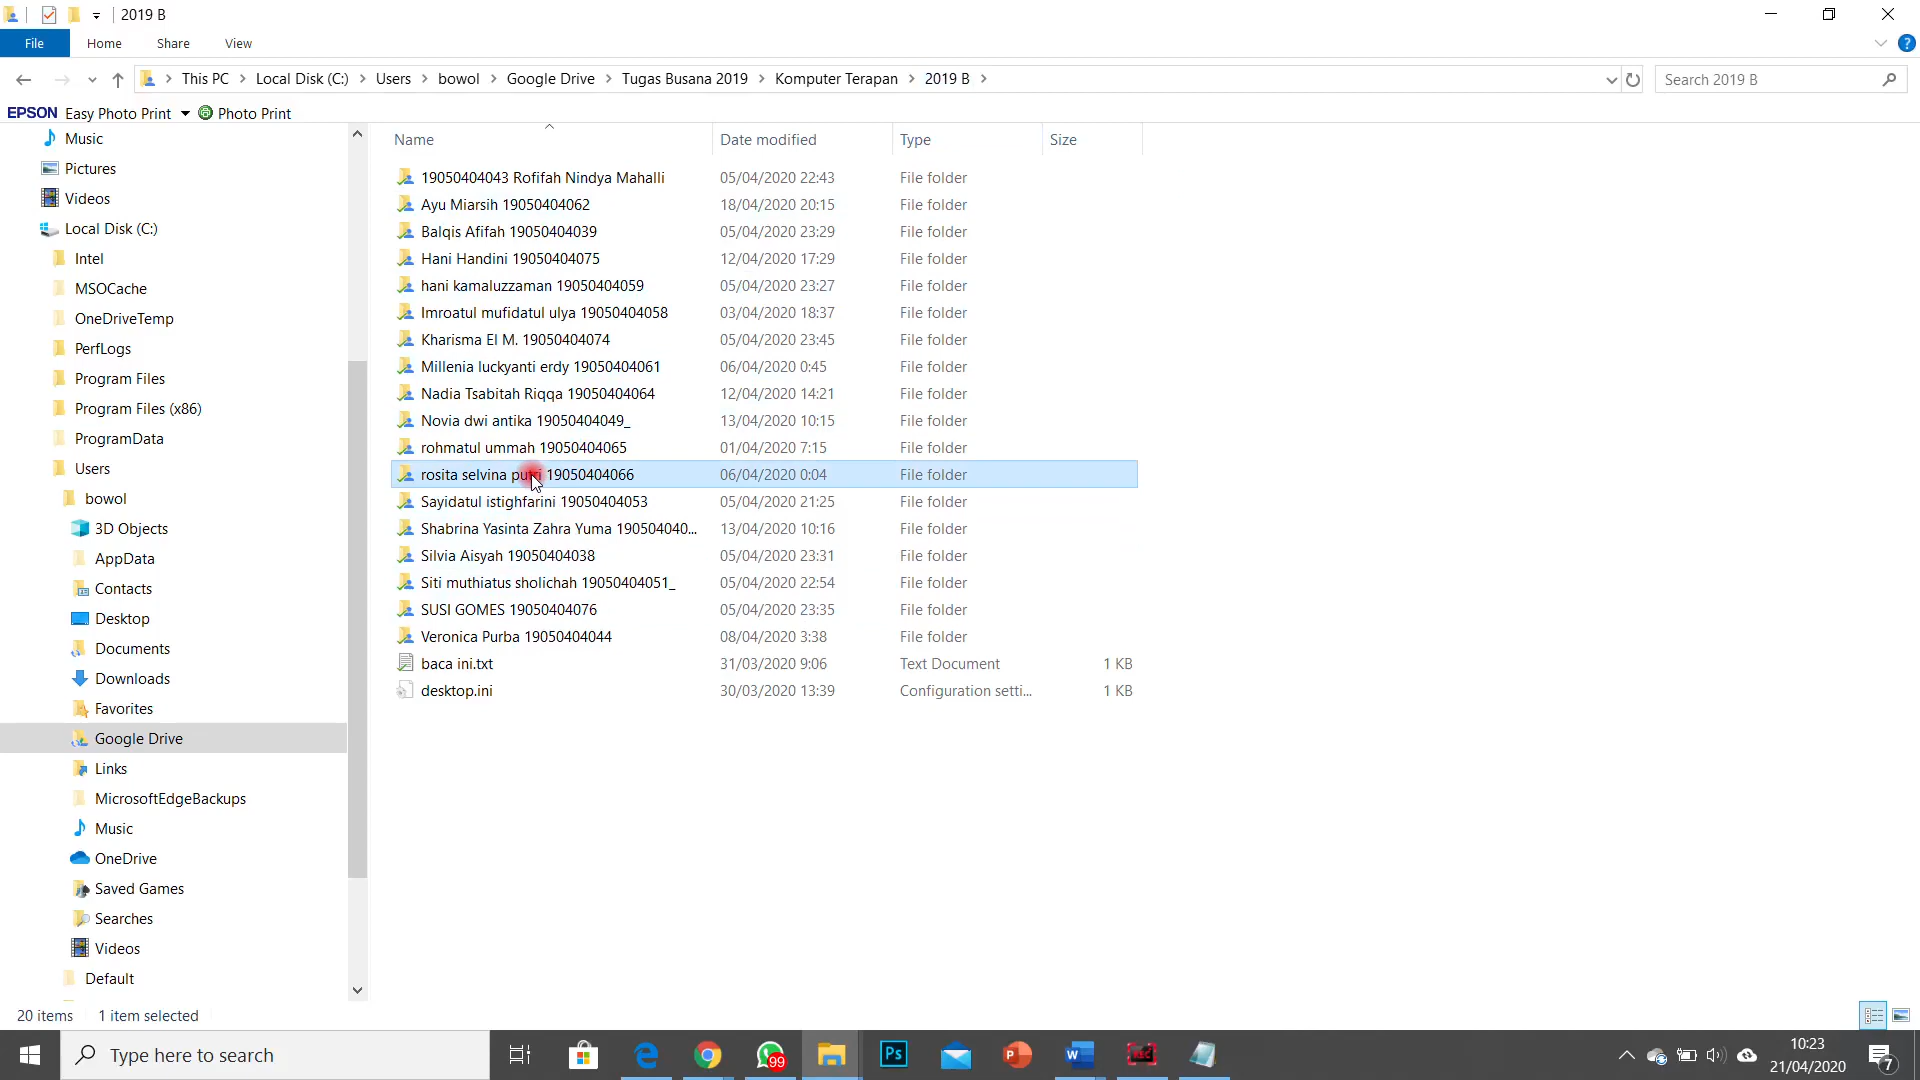 2019 B
File Home Share View
This PC Local Disk (C:) Users bowol Google Drive Tugas Busana 2019 Komputer Terapan 2019 B
Search 2019 B
EPSON Easy Photo Print Photo Print
Music
Pictures
Videos
Local Disk (C:)
Intel
MSOCache
OneDriveTemp
PerfLogs
Program Files
Program Files (x86)
ProgramData
Users
bowol
3D Objects
AppData
Contacts
Desktop
Documents
Downloads
Favorites
Google Drive
Links
MicrosoftEdgeBackups
Music
OneDrive
Saved Games
Searches
Videos
Default
Name Date modified Type Size
19050404043 Rofifah Nindya Mahalli 05/04/2020 22:43 File folder
Ayu Miarsih 19050404062 18/04/2020 20:15 File folder
Balqis Afifah 19050404039 05/04/2020 23:29 File folder
Hani Handini 19050404075 12/04/2020 17:29 File folder
hani kamaluzzaman 19050404059 05/04/2020 23:27 File folder
Imroatul mufidatul ulya 19050404058 03/04/2020 18:37 File folder
Kharisma El M. 19050404074 05/04/2020 23:45 File folder
Millenia luckyanti erdy 19050404061 06/04/2020 0:45 File folder
Nadia Tsabitah Riqqa 19050404064 12/04/2020 14:21 File folder
Novia dwi antika 19050404049_ 13/04/2020 10:15 File folder
rohmatul ummah 19050404065 01/04/2020 7:15 File folder
rosita selvina putri 19050404066 06/04/2020 0:04 File folder
Sayidatul istighfarini 19050404053 05/04/2020 21:25 File folder
Shabrina Yasinta Zahra Yuma 190504040... 13/04/2020 10:16 File folder
Silvia Aisyah 19050404038 05/04/2020 23:31 File folder
Siti muthiatus sholichah 19050404051_ 05/04/2020 22:54 File folder
SUSI GOMES 19050404076 05/04/2020 23:35 File folder
Veronica Purba 19050404044 08/04/2020 3:38 File folder
baca ini.txt 31/03/2020 9:06 Text Document 1 KB
desktop.ini 30/03/2020 13:39 Configuration setti... 1 KB
20 items 1 item selected
Type here to search
99
Ps
P
W
REC
10:23
21/04/2020
7